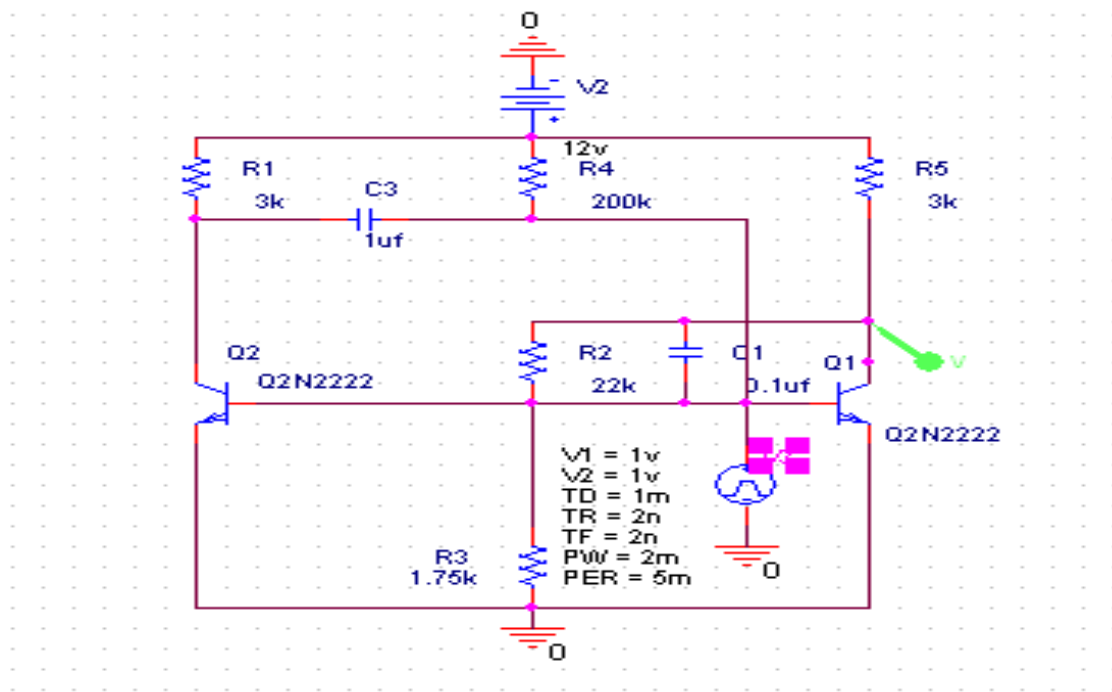 0
- V2
+
12v
R1
R4
R5
3k
C3
200k
3k
1uf
Q2
R2
C1
Q1
V
Q2N2222
22k
0.1uf
Q2N2222
V1 = 1v
V2 = 1v
TD = 1m
TR = 2n
TF = 2n
R3
PW = 2m
1.75k
PER = 5m
0
0